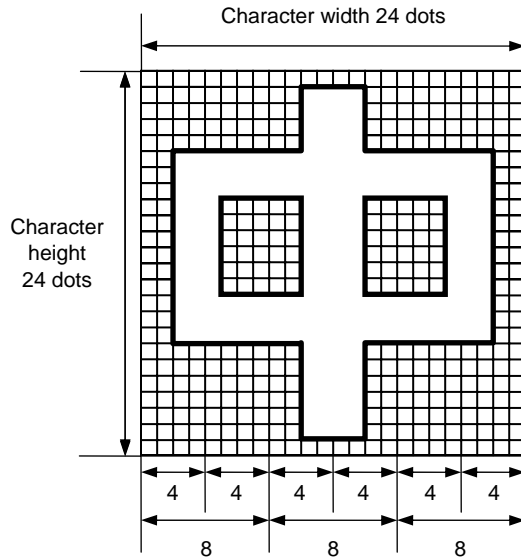 Character width 24 dots
Character
height
24 dots
4 4 4 4 4 4
8 8 8